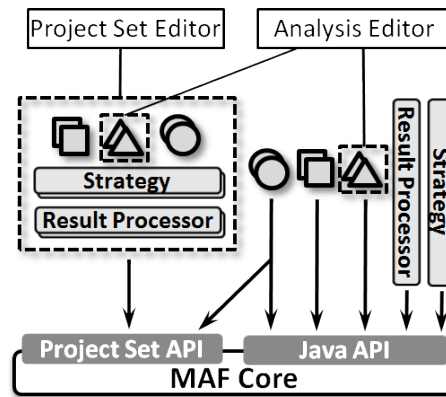 Project Set Editor
Analysis Editor
Strategy
Result Processor
Result Processor
Strategy
Project Set API
Java API
MAF Core